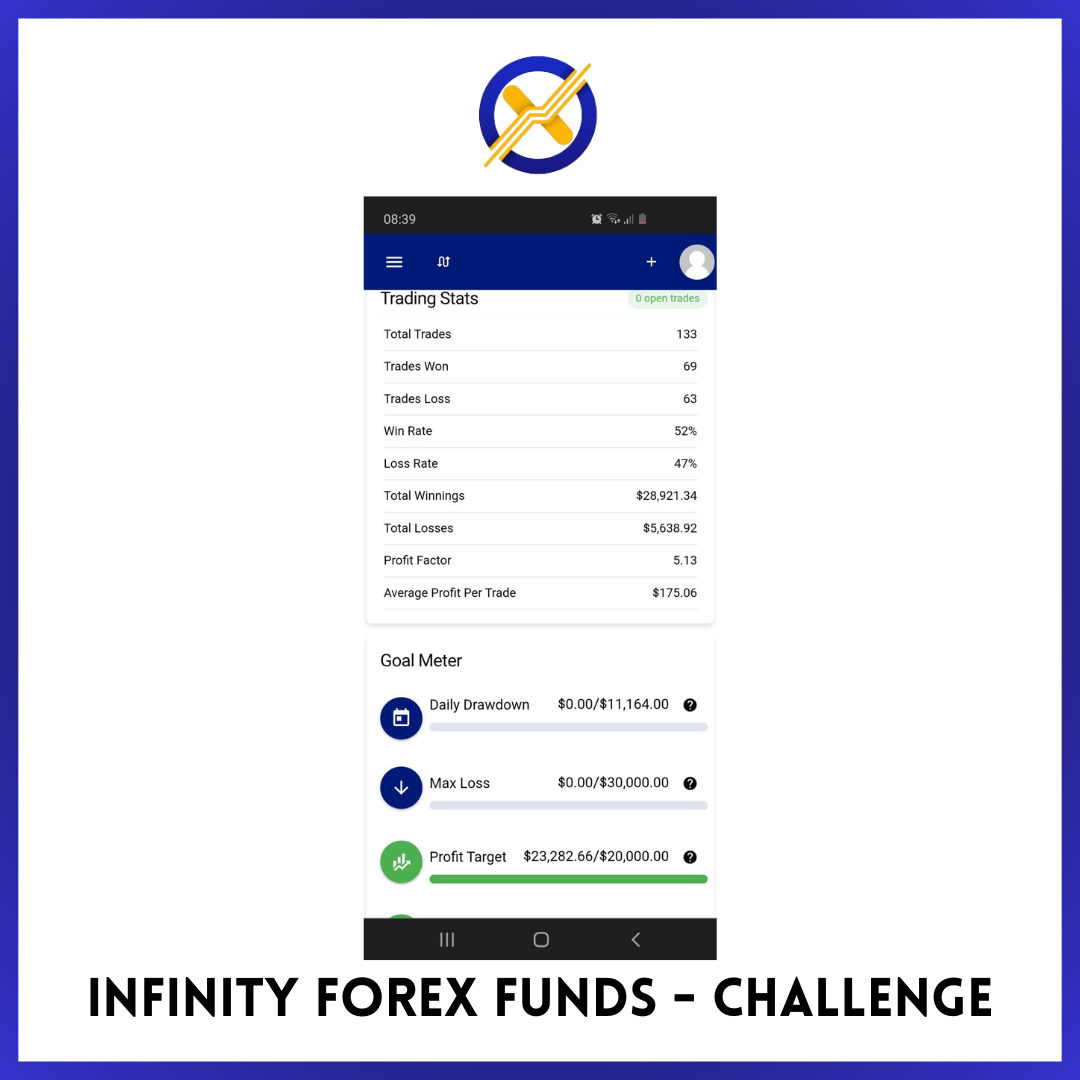 08:39
Trading Stats 0 open trades
Total Trades 133
Trades Won 69
Trades Loss 63
Win Rate 52%
Loss Rate 47%
Total Winnings $28,921.34
Total Losses $5,638.92
Profit Factor 5.13
Average Profit Per Trade $175.06
Goal Meter
Daily Drawdown $0.00/$11,164.00 ?
Max Loss $0.00/$30,000.00 ?
Profit Target $23,282.66/$20,000.00 ?
INFINITY FOREX FUNDS - CHALLENGE